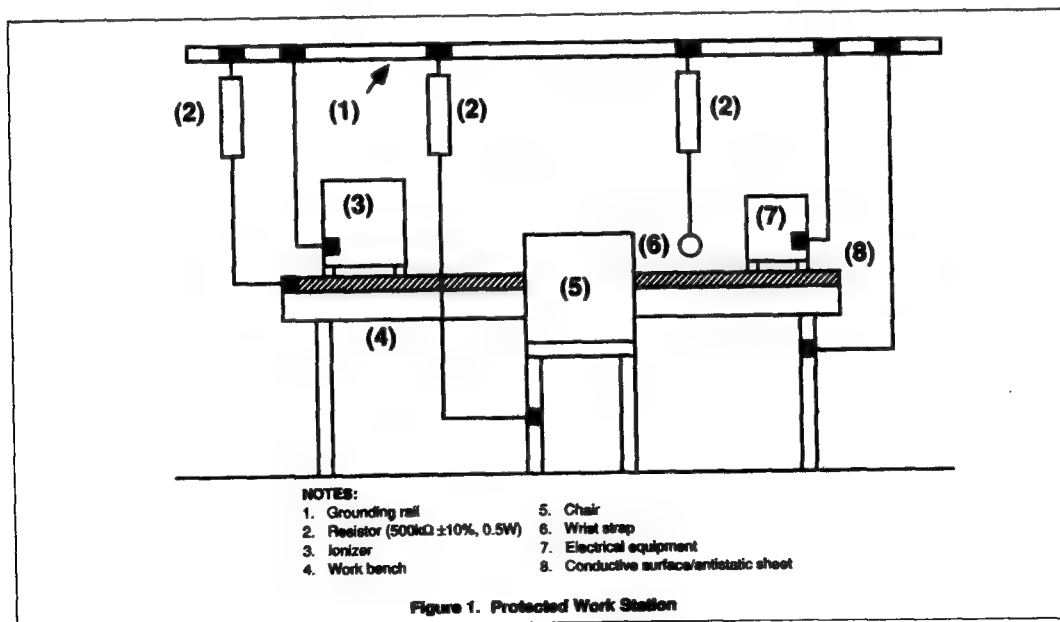 (2)
(1)
(2)
(2)
(3)
(6)
(7)
(8)
(5)
(4)
NOTES:
1. Grounding rail
2. Resistor (500kΩ ±10%, 0.5W)
3. Ionizer
4. Work bench
5. Chair
6. Wrist strap
7. Electrical equipment
8. Conductive surface/antistatic sheet
Figure 1. Protected Work Station